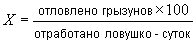 X = отловлено грызунов×100
отработано ловушко - суток